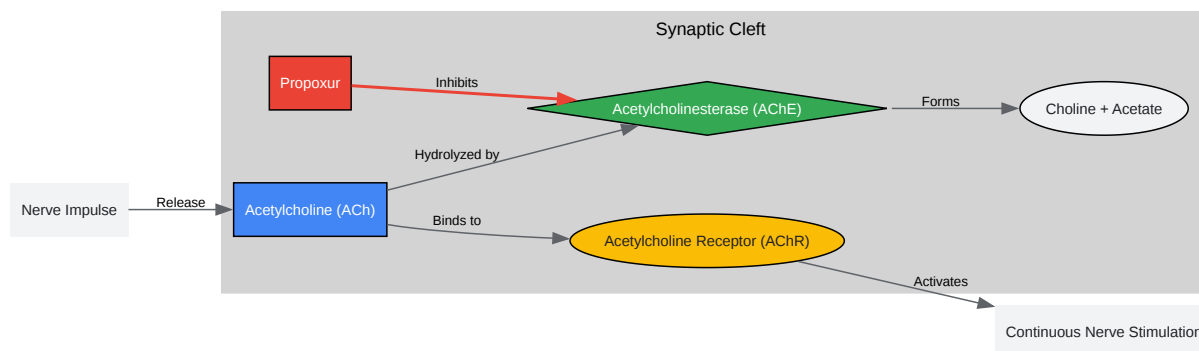 Synaptic Cleft
Propoxur
Inhibits
Acetylcholinesterase (AChE)
Forms
Choline + Acetate
Hydrolyzed by
Nerve Impulse
Release
Acetylcholine (ACh)
Binds to
Acetylcholine Receptor (AChR)
Activates
Continuous Nerve Stimulation